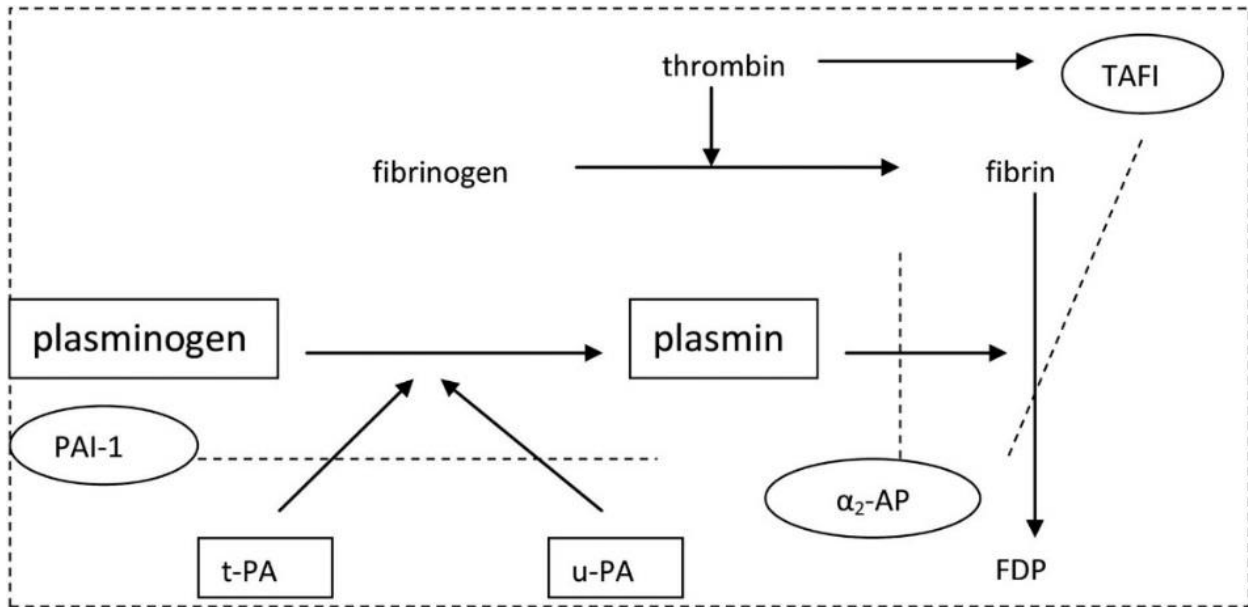 thrombin
TAFI
fibrinogen
fibrin
plasminogen
plasmin
PAI-1
α₂-AP
t-PA
u-PA
FDP